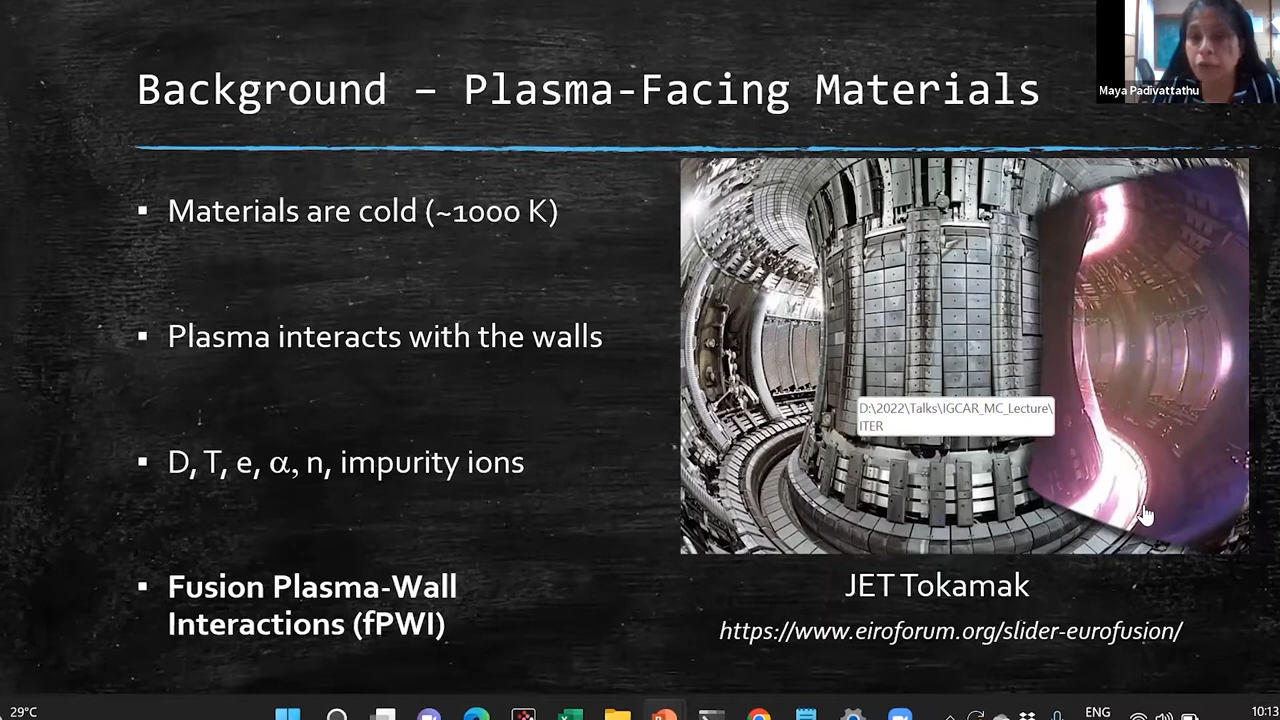 Background – Plasma-Facing Materials
Maya Padivattathu
▪ Materials are cold (~1000 K)
▪ Plasma interacts with the walls
▪ D, T, e, α, n, impurity ions
▪ Fusion Plasma-Wall
Interactions (fPWI)
D:\2022\Talks\IGCAR_MC_Lecture\
ITER
JET Tokamak
https://www.eiroforum.org/slider-eurofusion/
29°C
ENG
10:13